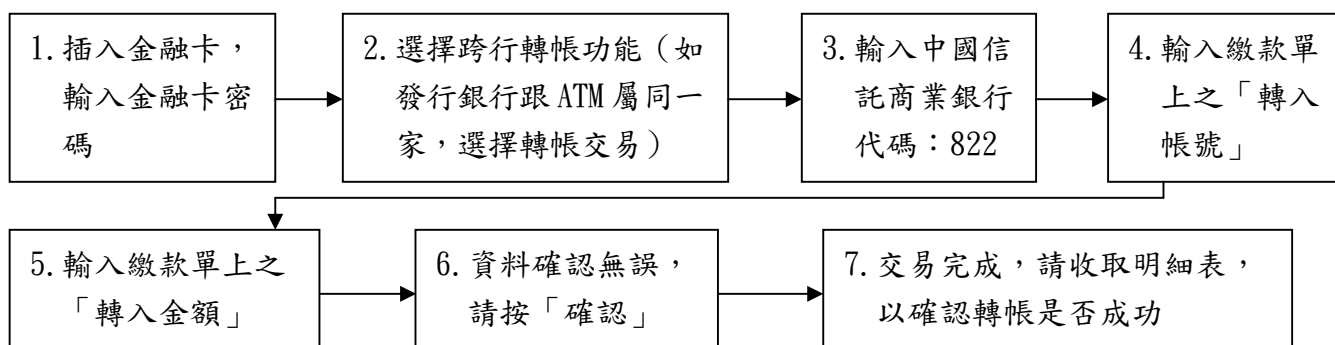 1.插入金融卡，
輸入金融卡密
碼
2.選擇跨行轉帳功能（如
發行銀行跟 ATM 屬同一
家，選擇轉帳交易）
3.輸入中國信
託商業銀行
代碼：822
4.輸入繳款單
上之「轉入
帳號」
5.輸入繳款單上之
「轉入金額」
6.資料確認無誤，
請按「確認」
7.交易完成，請收取明細表，
以確認轉帳是否成功